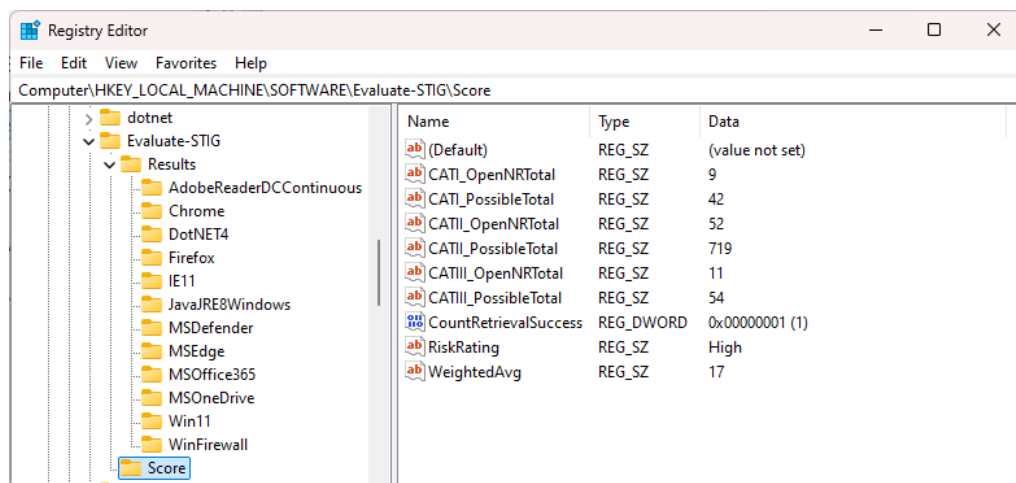 Registry Editor
File Edit View Favorites Help
Computer\HKEY_LOCAL_MACHINE\SOFTWARE\Evaluate-STIG\Score
dotnet
Evaluate-STIG
Results
AdobeReaderDCContinuous
Chrome
DotNET4
Firefox
IE11
JavaJRE8Windows
MSDefender
MSEdge
MSOffice365
MSOneDrive
Win11
WinFirewall
Score
Name Type Data
(Default) REG_SZ (value not set)
CATI_OpenNRTotal REG_SZ 9
CATI_PossibleTotal REG_SZ 42
CATII_OpenNRTotal REG_SZ 52
CATII_PossibleTotal REG_SZ 719
CATIII_OpenNRTotal REG_SZ 11
CATIII_PossibleTotal REG_SZ 54
CountRetrievalSuccess REG_DWORD 0x00000001 (1)
RiskRating REG_SZ High
WeightedAvg REG_SZ 17